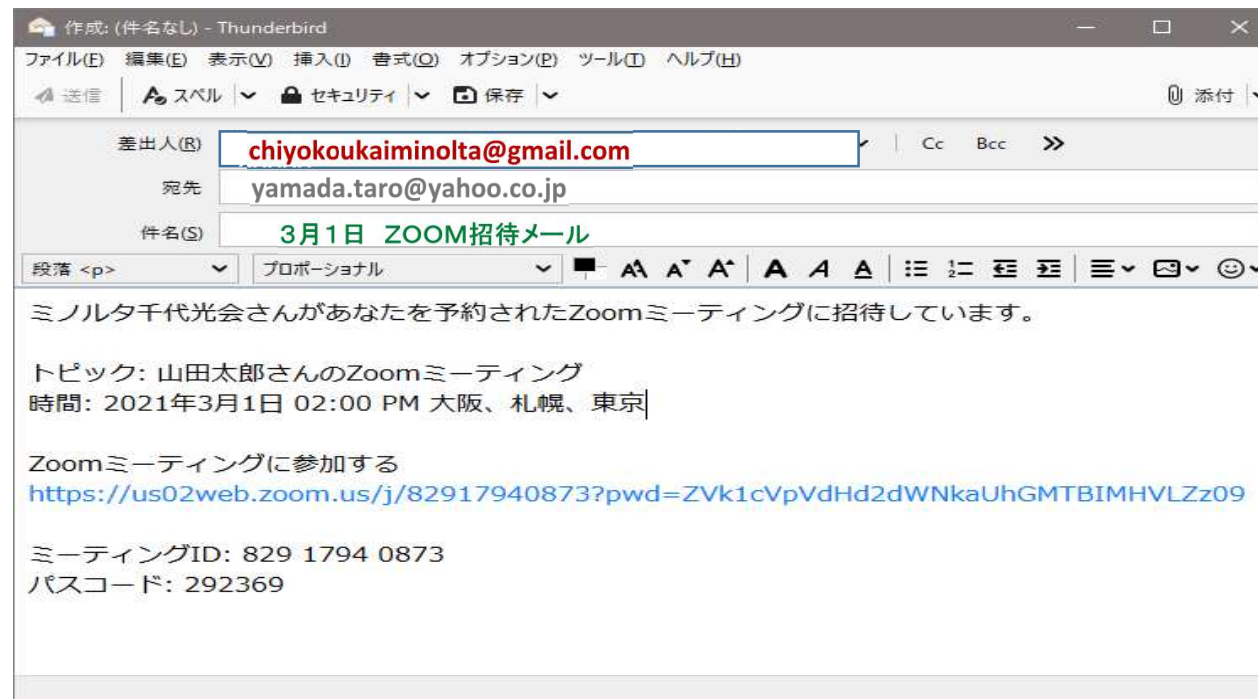 作成: (件名なし) - Thunderbird
ファイル(F) 編集(E) 表示(V) 挿入(I) 書式(O) オプション(P) ツール(T) ヘルプ(H)
送信 スペル セキュリティ 保存 添付
差出人(R) chiyokoukaiminolta@gmail.com Cc Bcc
宛先 yamada.taro@yahoo.co.jp
件名(S) 3月1日 ZOOM招待メール
段落 <p> プロポーショナル
ミノルタ千代光会さんがあなたを予約されたZoomミーティングに招待しています。
トピック: 山田太郎さんのZoomミーティング
時間: 2021年3月1日 02:00 PM 大阪、札幌、東京
Zoomミーティングに参加する
https://us02web.zoom.us/j/82917940873?pwd=ZVk1cVpVdHd2dWNkaUhGMTBIMHVLZz09
ミーティングID: 829 1794 0873
パスコード: 292369